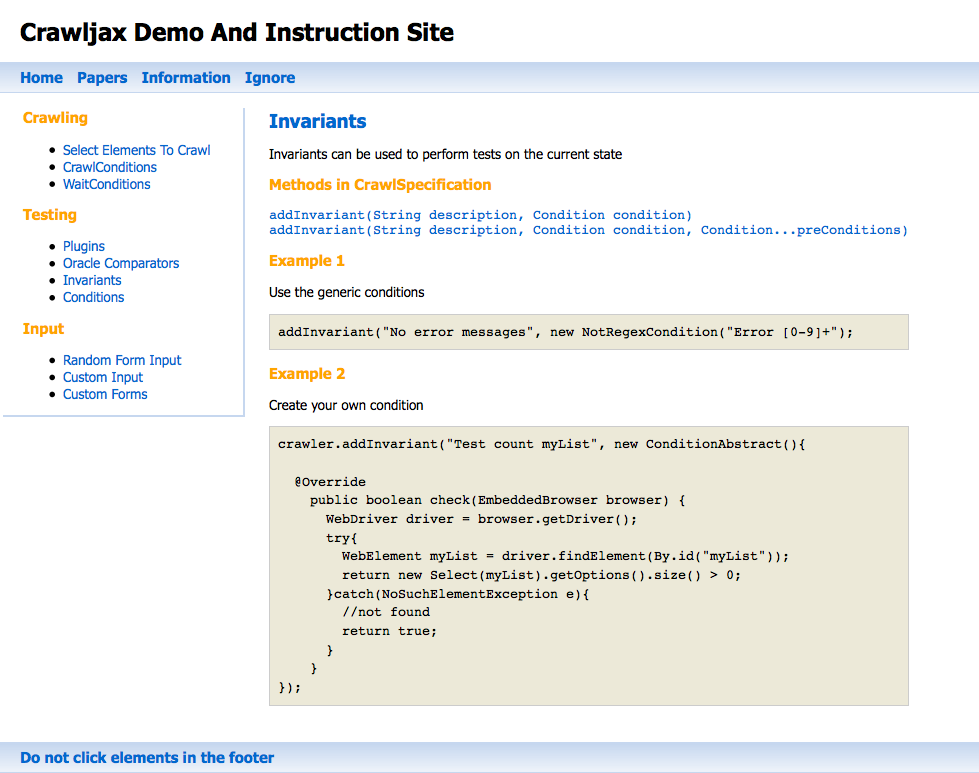 Crawljax Demo And Instruction Site
Home Papers Information Ignore
Crawling
Select Elements To Crawl
CrawlConditions
WaitConditions
Testing
Plugins
Oracle Comparators
Invariants
Conditions
Input
Random Form Input
Custom Input
Custom Forms
Invariants
Invariants can be used to perform tests on the current state
Methods in CrawlSpecification
addInvariant(String description, Condition condition)
addInvariant(String description, Condition condition, Condition...preConditions)
Example 1
Use the generic conditions
addInvariant("No error messages", new NotRegexCondition("Error [0-9]+");
Example 2
Create your own condition
crawler.addInvariant("Test count myList", new ConditionAbstract(){
@Override
public boolean check(EmbeddedBrowser browser) {
WebDriver driver = browser.getDriver();
try{
WebElement myList = driver.findElement(By.id("myList"));
return new Select(myList).getOptions().size() > 0;
}catch(NoSuchElementException e){
//not found
return true;
}
}
});
Do not click elements in the footer